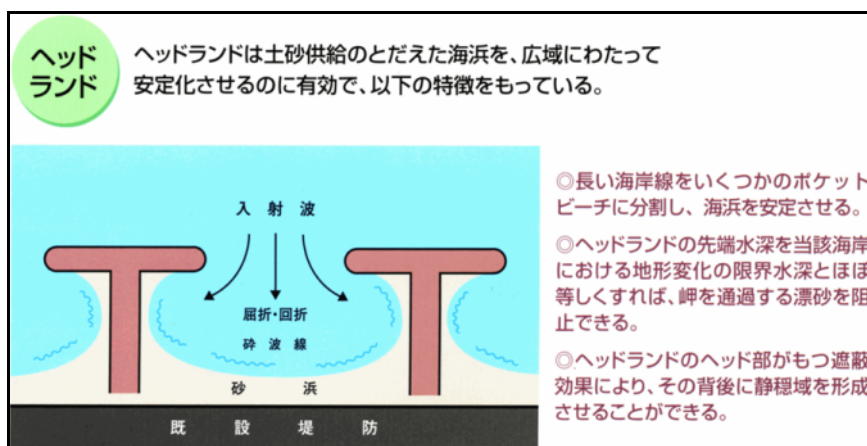 ヘッド
ランド
ヘッドランドは土砂供給のとだえた海浜を、広域にわたって
安定化させるのに有効で、以下の特徴をもっている。
◎長い海岸線をいくつかのポケット
ビーチに分割し、海浜を安定させる。
◎ヘッドランドの先端水深を当該海岸
における地形変化の限界水深とほぼ
等しくすれば、岬を通過する漂砂を阻
止できる。
◎ヘッドランドのヘッド部がもつ遮蔽
効果により、その背後に静穏域を形成
させることができる。
入射波
屈折・回折
砕波線
砂浜
既設堤防